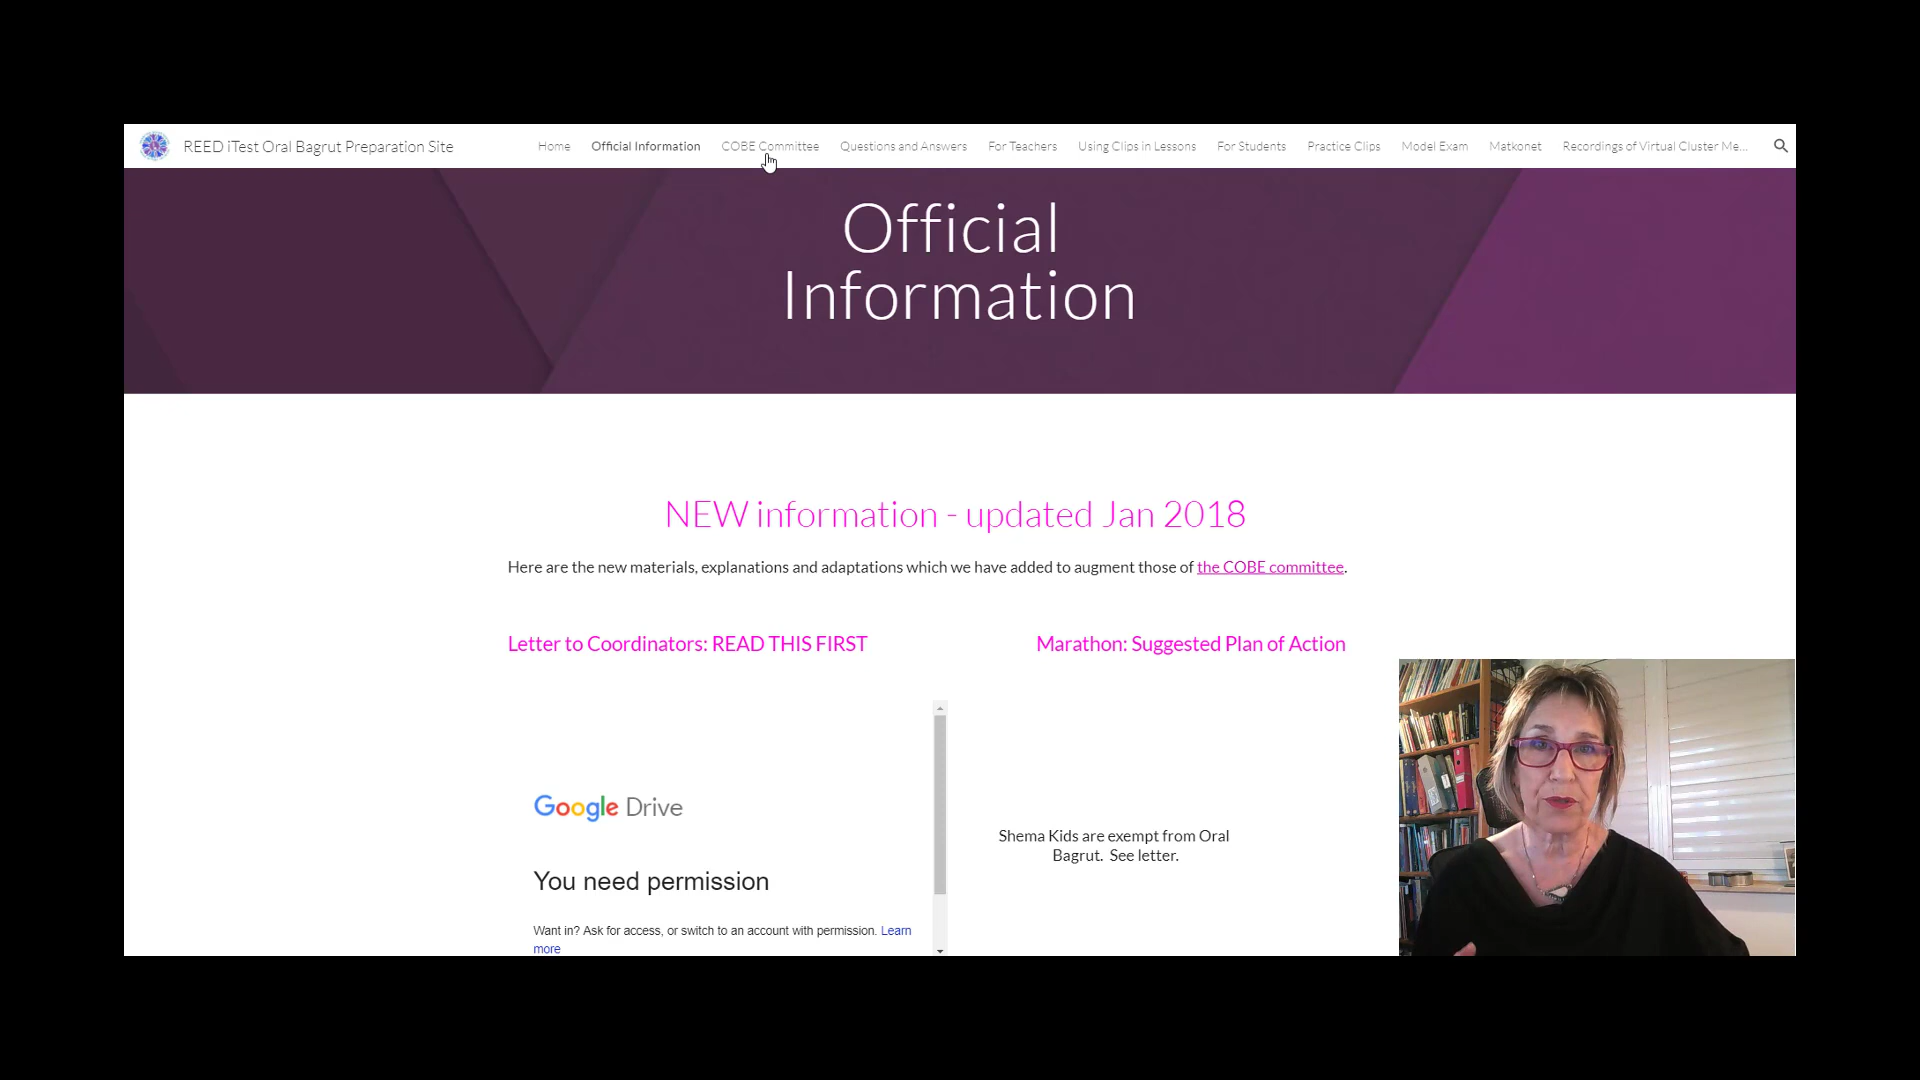 REED iTest Oral Bagrut Preparation Site
Home Official Information COBE Committee Questions and Answers For Teachers Using Clips in Lessons For Students Practice Clips Model Exam Matkonet Recordings of Virtual Cluster Me...
Official
Information
NEW information - updated Jan 2018
Here are the new materials, explanations and adaptations which we have added to augment those of the COBE committee.
Letter to Coordinators: READ THIS FIRST
Marathon: Suggested Plan of Action
Google Drive
You need permission
Want in? Ask for access, or switch to an account with permission. Learn
more
Shema Kids are exempt from Oral
Bagrut. See letter.